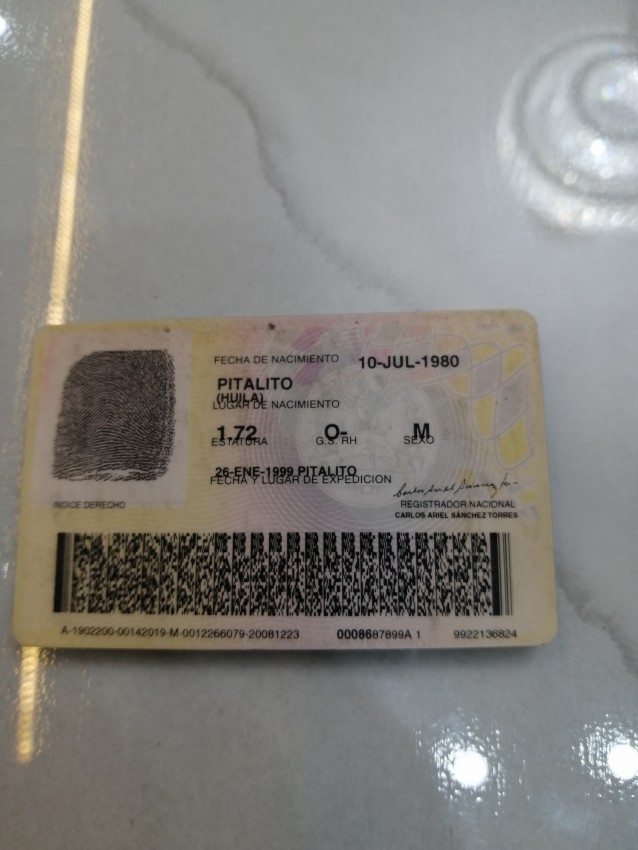 FECHA DE NACIMIENTO 10-JUL-1980
PITALITO
(HUILA)
LUGAR DE NACIMIENTO
1.72 O- M
ESTATURA G.S. RH SEXO
26-ENE-1999 PITALITO
FECHA Y LUGAR DE EXPEDICION
INDICE DERECHO
REGISTRADOR NACIONAL
CARLOS ARIEL SÁNCHEZ TORRES
A-1902200-00142019-M-0012266079-20081223 0008687899A 1 9922136824